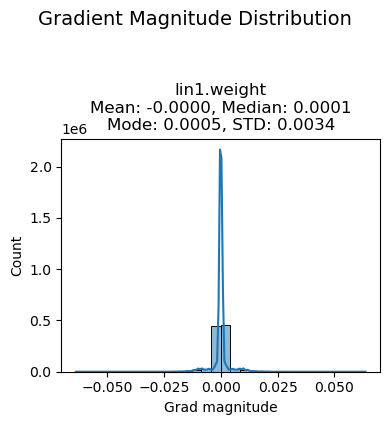 Gradient Magnitude Distribution
lin1.weight
Mean: -0.0000, Median: 0.0001
Mode: 0.0005, STD: 0.0034
1e6
2.0
1.5
1.0
0.5
0.0
Count
−0.050 −0.025 0.000 0.025 0.050
Grad magnitude